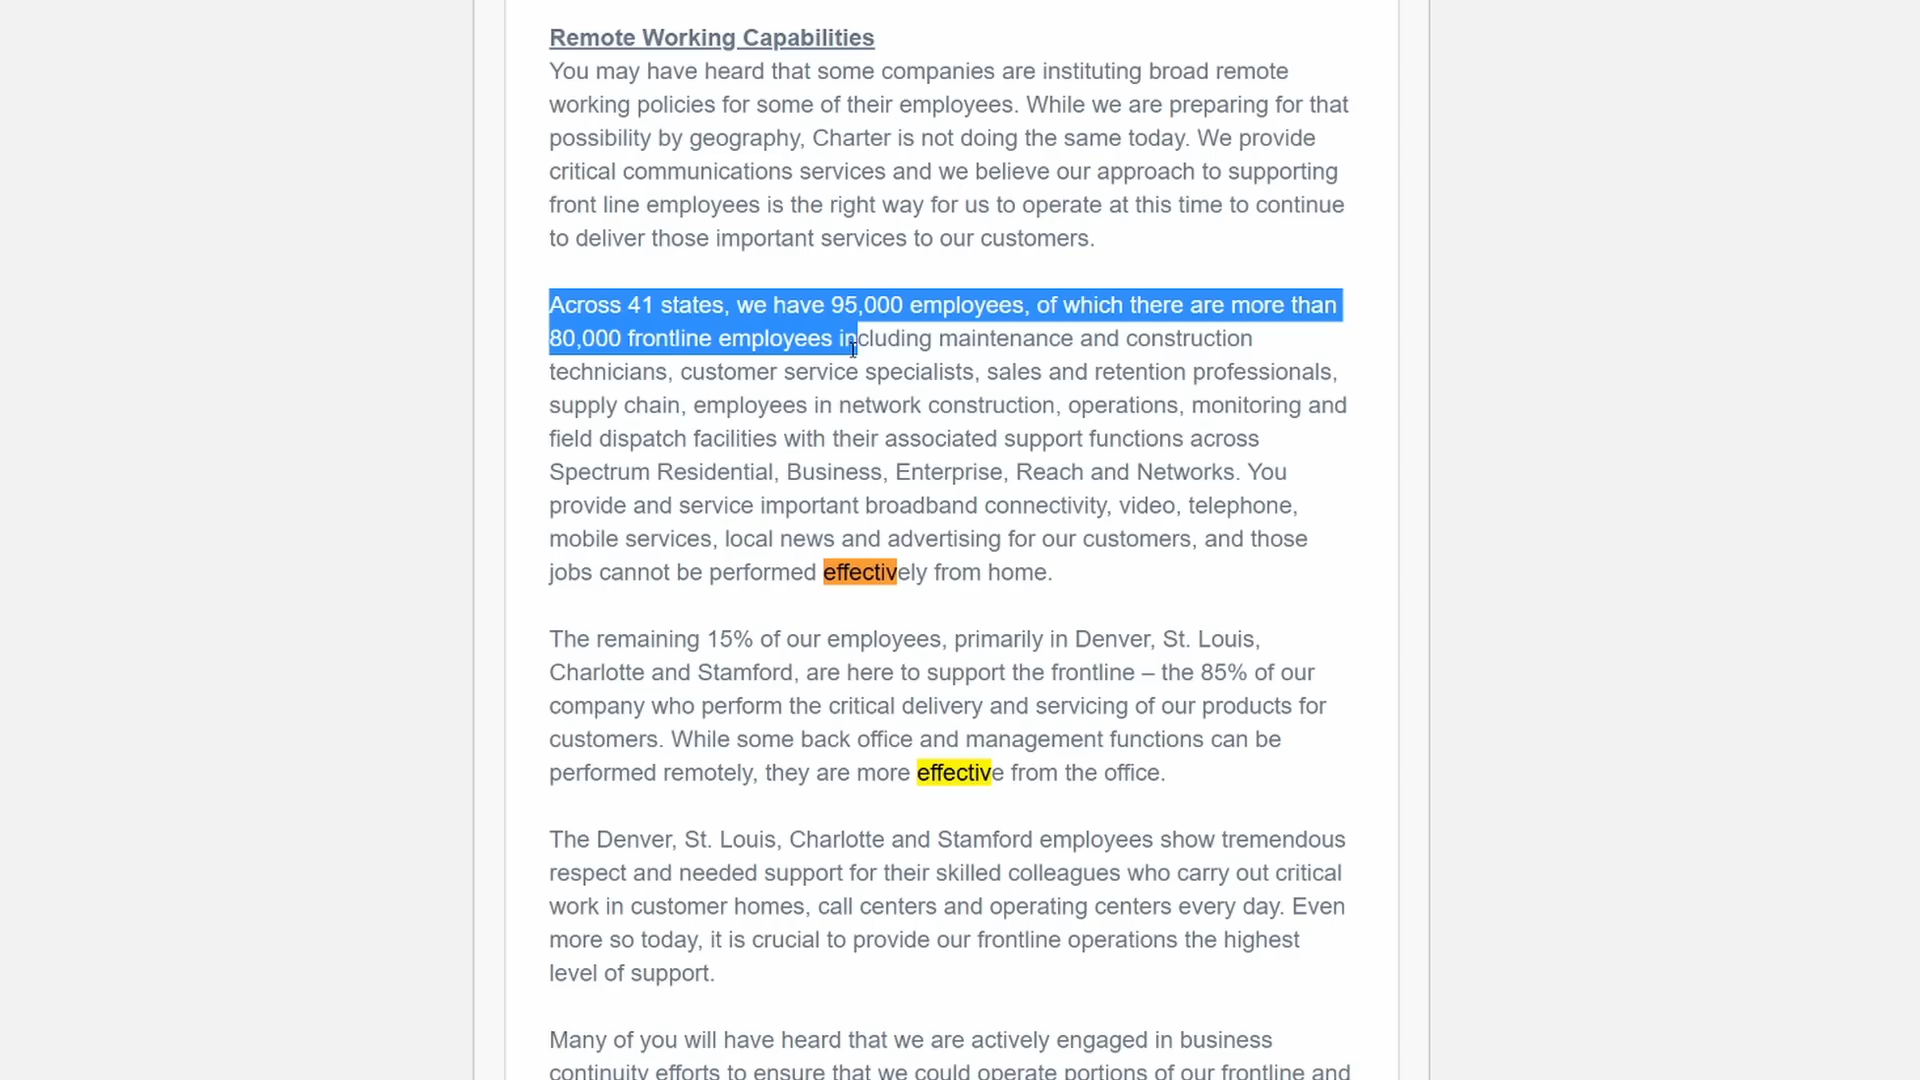 Remote Working Capabilities
You may have heard that some companies are instituting broad remote
working policies for some of their employees. While we are preparing for that
possibility by geography, Charter is not doing the same today. We provide
critical communications services and we believe our approach to supporting
front line employees is the right way for us to operate at this time to continue
to deliver those important services to our customers.
Across 41 states, we have 95,000 employees, of which there are more than
80,000 frontline employees including maintenance and construction
technicians, customer service specialists, sales and retention professionals,
supply chain, employees in network construction, operations, monitoring and
field dispatch facilities with their associated support functions across
Spectrum Residential, Business, Enterprise, Reach and Networks. You
provide and service important broadband connectivity, video, telephone,
mobile services, local news and advertising for our customers, and those
jobs cannot be performed effectively from home.
The remaining 15% of our employees, primarily in Denver, St. Louis,
Charlotte and Stamford, are here to support the frontline – the 85% of our
company who perform the critical delivery and servicing of our products for
customers. While some back office and management functions can be
performed remotely, they are more effective from the office.
The Denver, St. Louis, Charlotte and Stamford employees show tremendous
respect and needed support for their skilled colleagues who carry out critical
work in customer homes, call centers and operating centers every day. Even
more so today, it is crucial to provide our frontline operations the highest
level of support.
Many of you will have heard that we are actively engaged in business
continuity efforts to ensure that we could operate portions of our frontline and